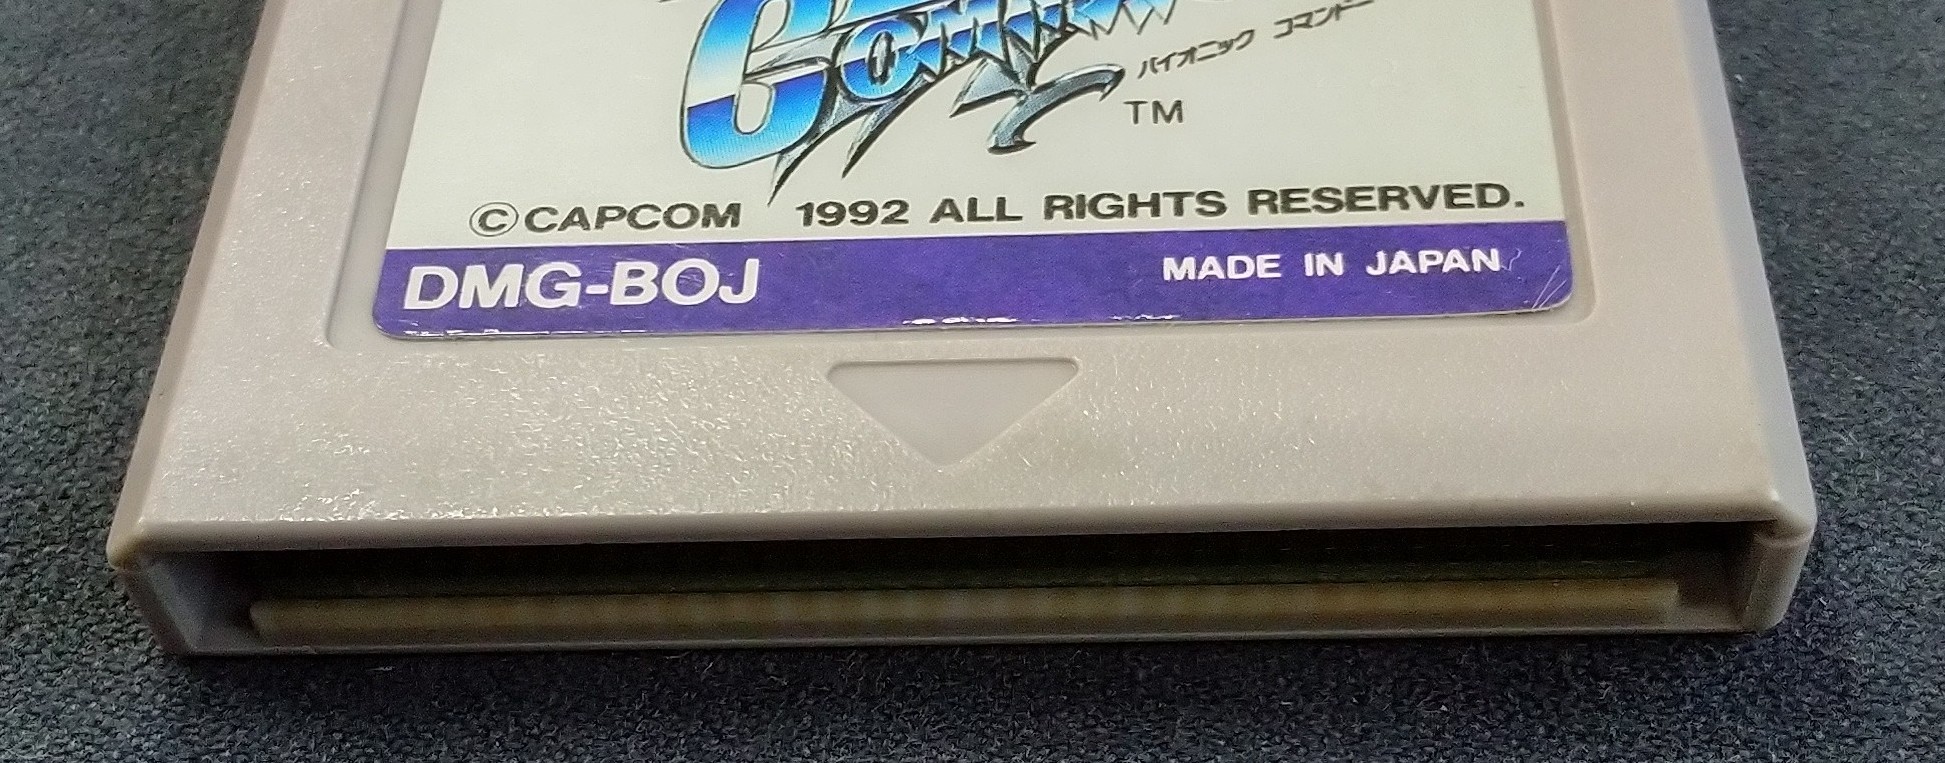 バイオニック コマンドー
TM
©CAPCOM 1992 ALL RIGHTS RESERVED.
DMG-BOJ
MADE IN JAPAN